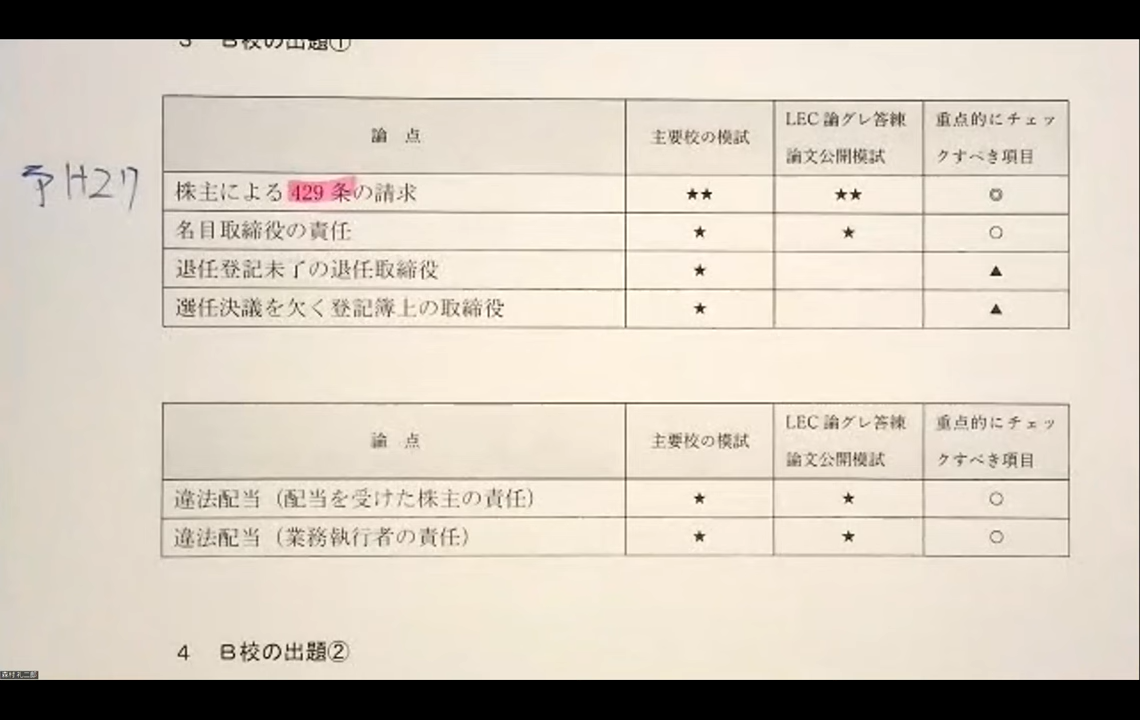 3 B校の出題①
論 点 主要校の模試 LEC 論グレ答練 論文公開模試 重点的にチェックすべき項目
予H27
株主による 429 条の請求 ★★ ★★ ◎
名目取締役の責任 ★ ★ ○
退任登記未了の退任取締役 ★ ▲
選任決議を欠く登記簿上の取締役 ★ ▲
論 点 主要校の模試 LEC 論グレ答練 論文公開模試 重点的にチェックすべき項目
違法配当（配当を受けた株主の責任） ★ ★ ○
違法配当（業務執行者の責任） ★ ★ ○
4 B校の出題②